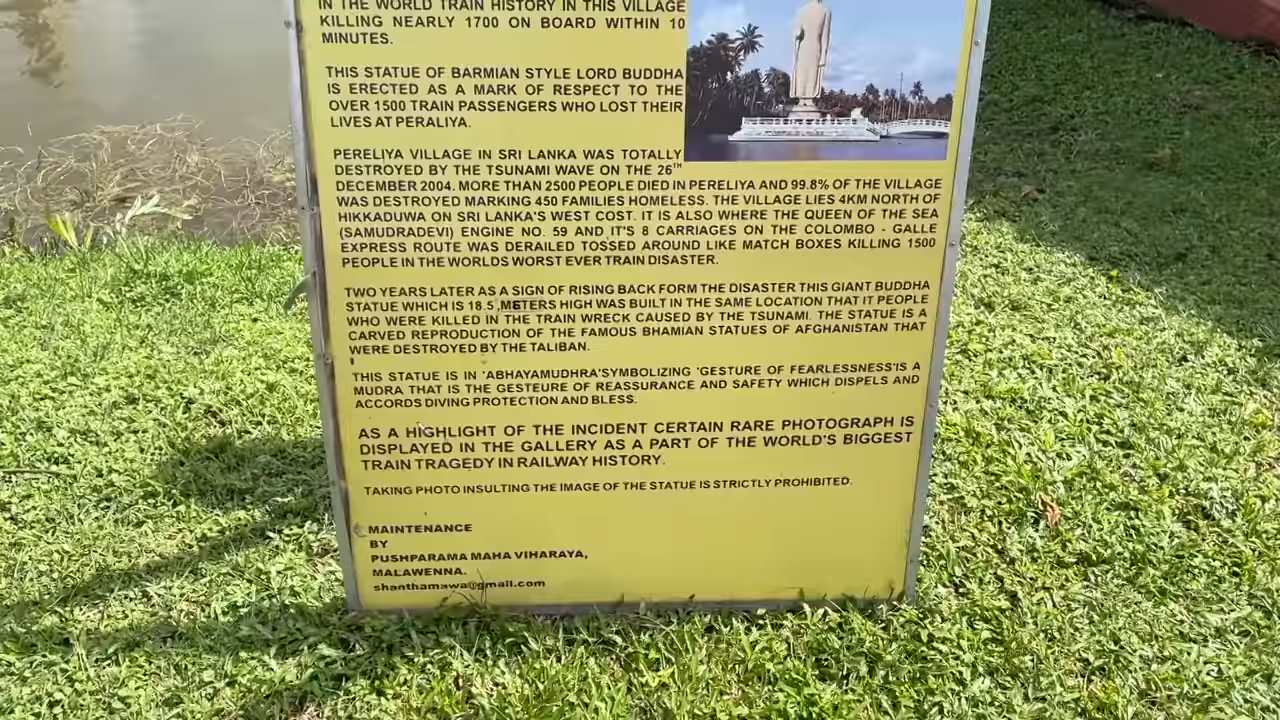 IN THE WORLD TRAIN HISTORY IN THIS VILLAGE
KILLING NEARLY 1700 ON BOARD WITHIN 10
MINUTES.
THIS STATUE OF BARMIAN STYLE LORD BUDDHA
IS ERECTED AS A MARK OF RESPECT TO THE
OVER 1500 TRAIN PASSENGERS WHO LOST THEIR
LIVES AT PERALIYA.
PERELIYA VILLAGE IN SRI LANKA WAS TOTALLY
DESTROYED BY THE TSUNAMI WAVE ON THE 26TH
DECEMBER 2004. MORE THAN 2500 PEOPLE DIED IN PERELIYA AND 99.8% OF THE VILLAGE
WAS DESTROYED MARKING 450 FAMILIES HOMELESS. THE VILLAGE LIES 4KM NORTH OF
HIKKADUWA ON SRI LANKA'S WEST COST. IT IS ALSO WHERE THE QUEEN OF THE SEA
(SAMUDRADEVI) ENGINE NO. 59 AND IT'S 8 CARRIAGES ON THE COLOMBO - GALLE
EXPRESS ROUTE WAS DERAILED TOSSED AROUND LIKE MATCH BOXES KILLING 1500
PEOPLE IN THE WORLDS WORST EVER TRAIN DISASTER.
TWO YEARS LATER AS A SIGN OF RISING BACK FORM THE DISASTER THIS GIANT BUDDHA
STATUE WHICH IS 18.5 METERS HIGH WAS BUILT IN THE SAME LOCATION THAT IT PEOPLE
WHO WERE KILLED IN THE TRAIN WRECK CAUSED BY THE TSUNAMI. THE STATUE IS A
CARVED REPRODUCTION OF THE FAMOUS BHAMIAN STATUES OF AFGHANISTAN THAT
WERE DESTROYED BY THE TALIBAN.
THIS STATUE IS IN 'ABHAYAMUDHRA'SYMBOLIZING 'GESTURE OF FEARLESSNESS'IS A
MUDRA THAT IS THE GESTEURE OF REASSURANCE AND SAFETY WHICH DISPELS AND
ACCORDS DIVING PROTECTION AND BLESS.
AS A HIGHLIGHT OF THE INCIDENT CERTAIN RARE PHOTOGRAPH IS
DISPLAYED IN THE GALLERY AS A PART OF THE WORLD'S BIGGEST
TRAIN TRAGEDY IN RAILWAY HISTORY.
TAKING PHOTO INSULTING THE IMAGE OF THE STATUE IS STRICTLY PROHIBITED.
MAINTENANCE
BY
PUSHPARAMA MAHA VIHARAYA,
MALAWENNA.
shanthamawa@gmail.com